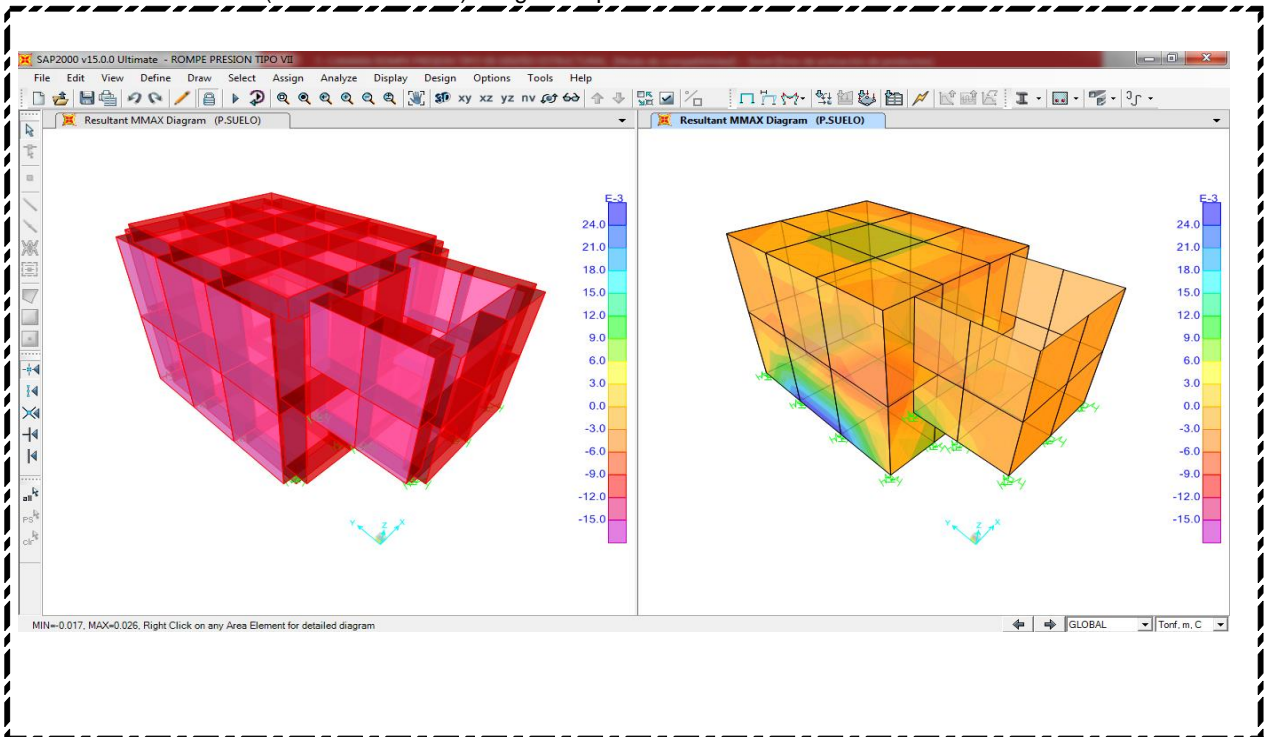 SAP2000 v15.0.0 Ultimate - ROMPE PRESION TIPO VII
File Edit View Define Draw Select Assign Analyze Display Design Options Tools Help
3D xy xz yz nv
Resultant MMAX Diagram (P.SUELO)
E-3
24.0
21.0
18.0
15.0
12.0
9.0
6.0
3.0
0.0
-3.0
-6.0
-9.0
-12.0
-15.0
Y Z X
Resultant MMAX Diagram (P.SUELO)
E-3
24.0
21.0
18.0
15.0
12.0
9.0
6.0
3.0
0.0
-3.0
-6.0
-9.0
-12.0
-15.0
Y Z X
all
PS
clr
MIN=-0.017, MAX=0.026, Right Click on any Area Element for detailed diagram
GLOBAL
Tonf, m, C